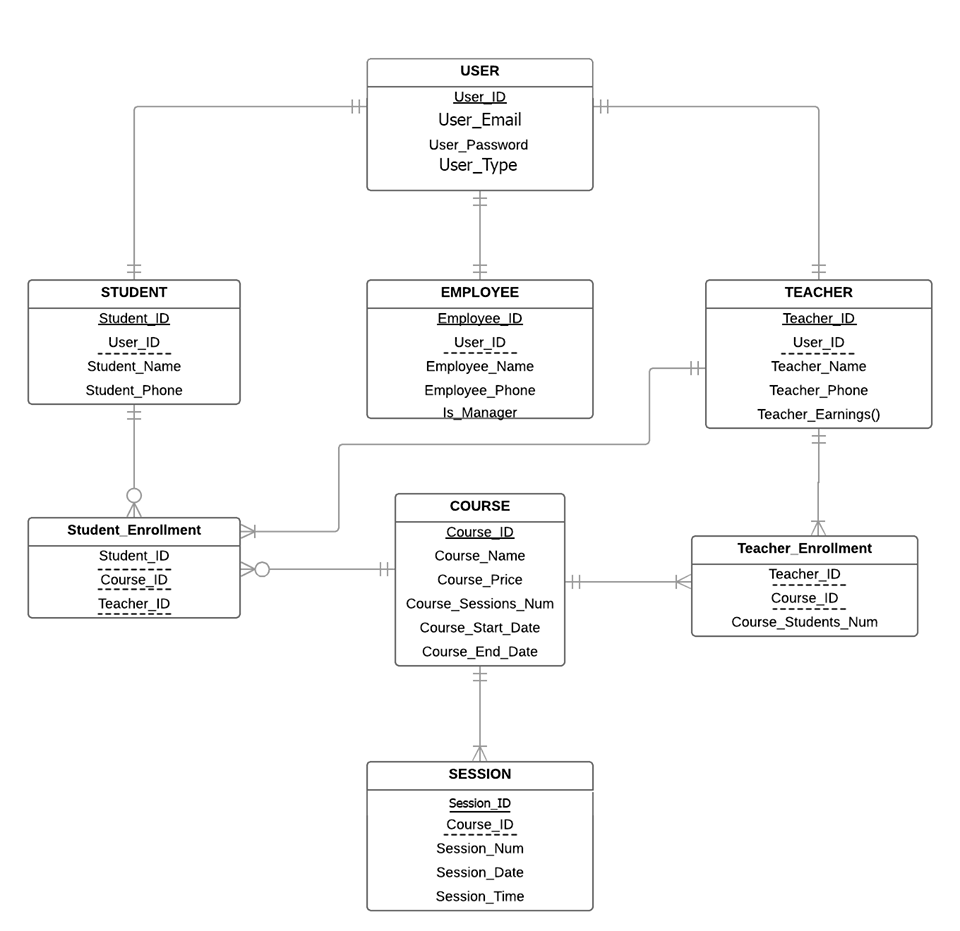 USER
User_ID
User_Email
User_Password
User_Type
STUDENT
Student_ID
User_ID
Student_Name
Student_Phone
EMPLOYEE
Employee_ID
User_ID
Employee_Name
Employee_Phone
Is_Manager
TEACHER
Teacher_ID
User_ID
Teacher_Name
Teacher_Phone
Teacher_Earnings()
Student_Enrollment
Student_ID
Course_ID
Teacher_ID
COURSE
Course_ID
Course_Name
Course_Price
Course_Sessions_Num
Course_Start_Date
Course_End_Date
Teacher_Enrollment
Teacher_ID
Course_ID
Course_Students_Num
SESSION
Session_ID
Course_ID
Session_Num
Session_Date
Session_Time